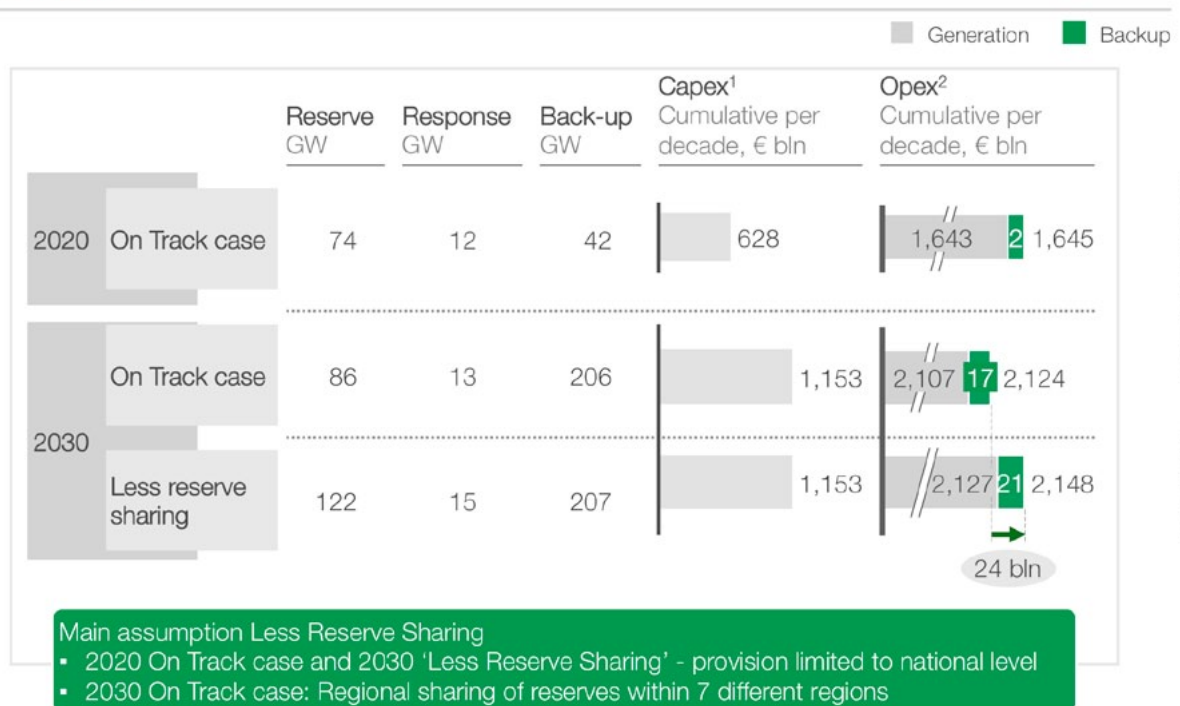 Generation Backup
Reserve Response Back-up Capex¹ Opex²
GW GW GW Cumulative per decade, € bln Cumulative per decade, € bln
2020 On Track case 74 12 42 628 1,643 2 1,645
On Track case 86 13 206 1,153 2,107 17 2,124
2030
Less reserve sharing 122 15 207 1,153 2,127 21 2,148
24 bln
Main assumption Less Reserve Sharing
▪ 2020 On Track case and 2030 ‘Less Reserve Sharing’ - provision limited to national level
▪ 2030 On Track case: Regional sharing of reserves within 7 different regions